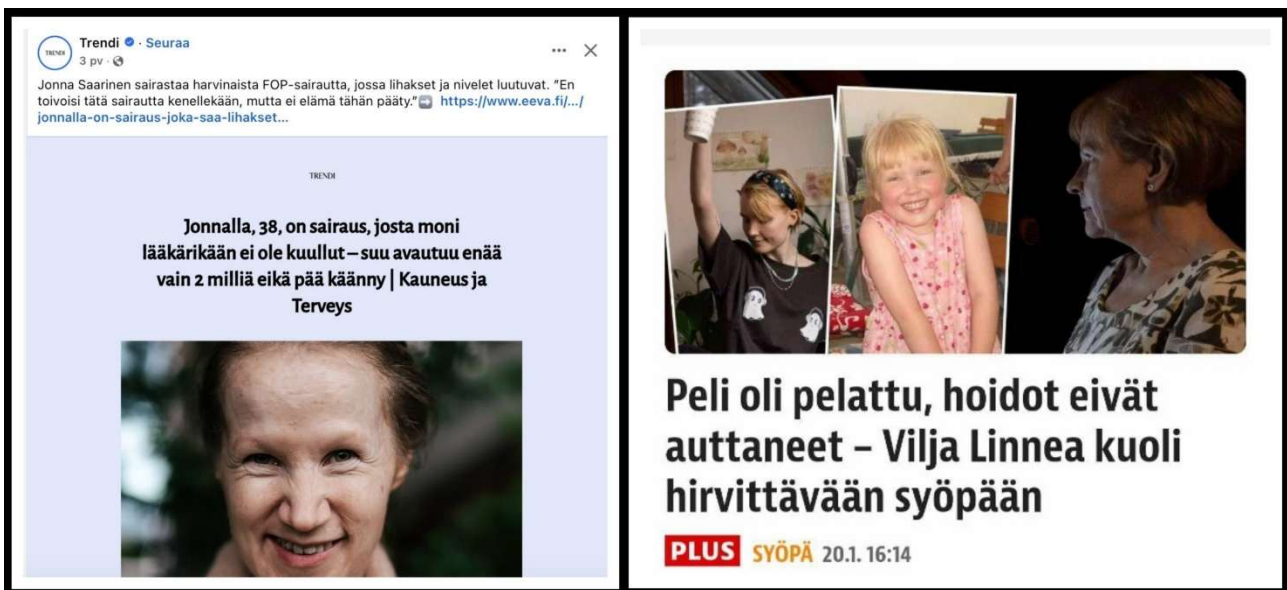 TRENDI
Trendi · Seuraa
3 pv ·
Jonna Saarinen sairastaa harvinaista FOP-sairautta, jossa lihakset ja nivelet luutuvat. "En
toivoisi tätä sairautta kenellekään, mutta ei elämä tähän pääty." https://www.eeva.fi/.../
jonnalla-on-sairaus-joka-saa-lihakset...
TRENDI
Jonnalla, 38, on sairaus, josta moni
lääkärikään ei ole kuullut – suu avautuu enää
vain 2 milliä eikä pää käänny | Kauneus ja
Terveys
Peli oli pelattu, hoidot eivät
auttaneet – Vilja Linnea kuoli
hirvittävään syöpään
PLUS SYÖPÄ 20.1. 16:14